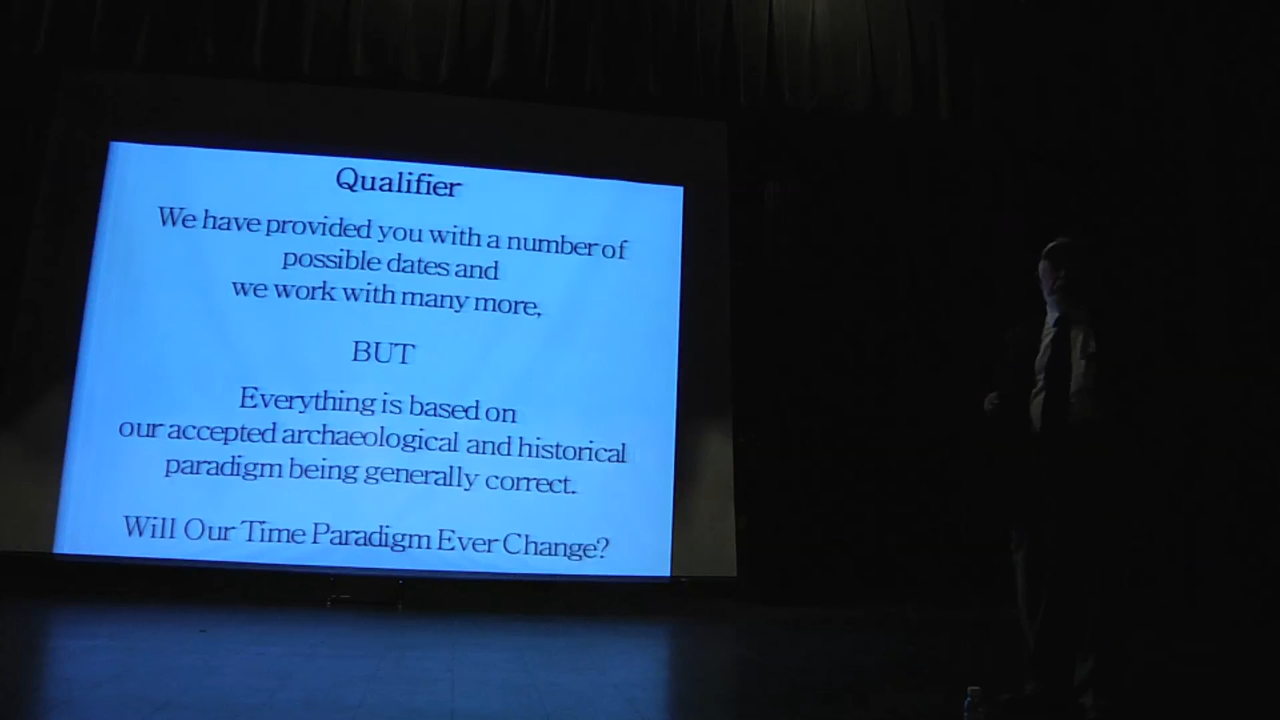 Qualifier
We have provided you with a number of
possible dates and
we work with many more,
BUT
Everything is based on
our accepted archaeological and historical
paradigm being generally correct.
Will Our Time Paradigm Ever Change?